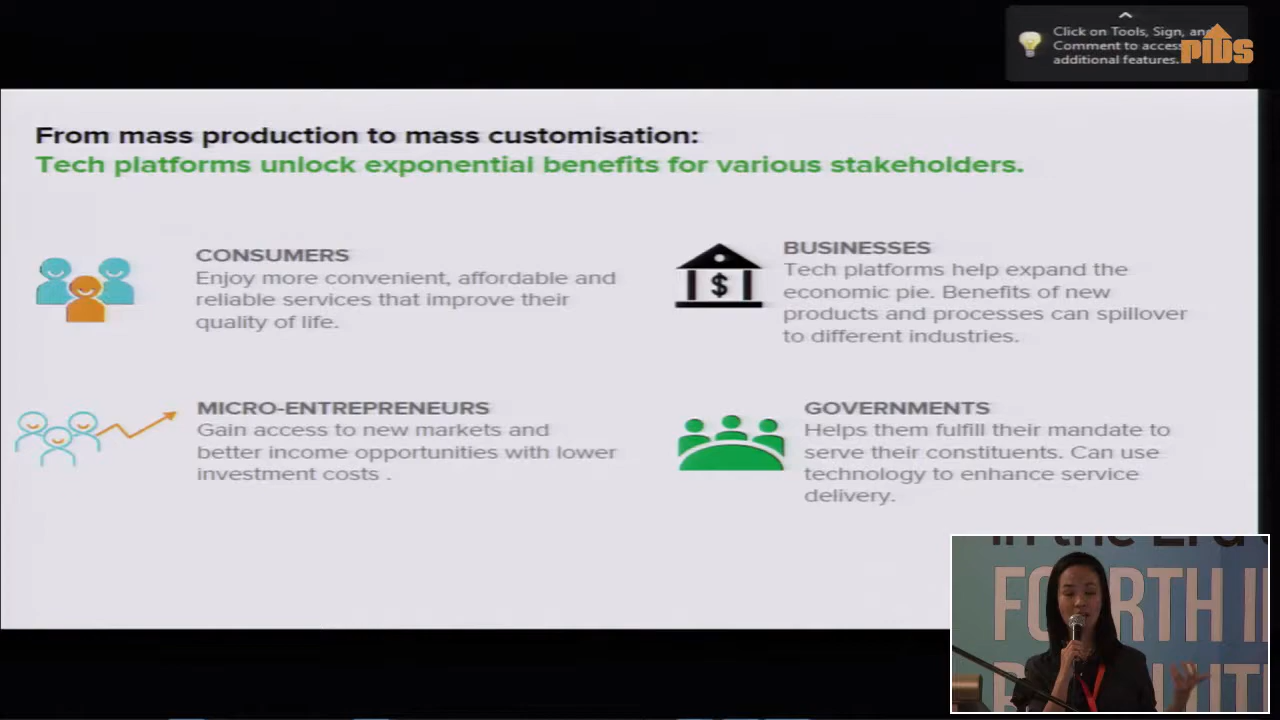 Click on Tools, Sign, and
Comment to access
additional features.
PIDS
From mass production to mass customisation:
Tech platforms unlock exponential benefits for various stakeholders.
CONSUMERS
Enjoy more convenient, affordable and
reliable services that improve their
quality of life.
BUSINESSES
Tech platforms help expand the
economic pie. Benefits of new
products and processes can spillover
to different industries.
$
MICRO-ENTREPRENEURS
Gain access to new markets and
better income opportunities with lower
investment costs .
GOVERNMENTS
Helps them fulfill their mandate to
serve their constituents. Can use
technology to enhance service
delivery.
in the Era
FOURTH IN